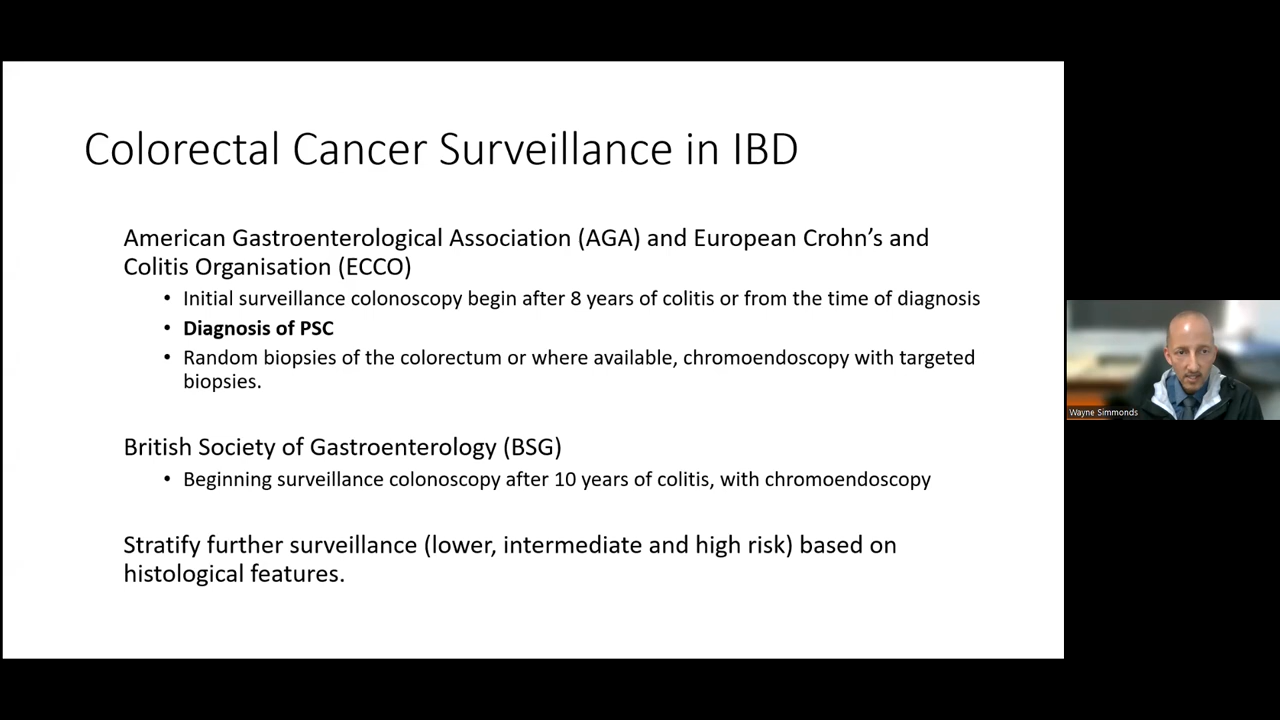 Colorectal Cancer Surveillance in IBD
American Gastroenterological Association (AGA) and European Crohn’s and
Colitis Organisation (ECCO)
• Initial surveillance colonoscopy begin after 8 years of colitis or from the time of diagnosis
• Diagnosis of PSC
• Random biopsies of the colorectum or where available, chromoendoscopy with targeted
biopsies.
British Society of Gastroenterology (BSG)
• Beginning surveillance colonoscopy after 10 years of colitis, with chromoendoscopy
Stratify further surveillance (lower, intermediate and high risk) based on
histological features.
Wayne Simmonds